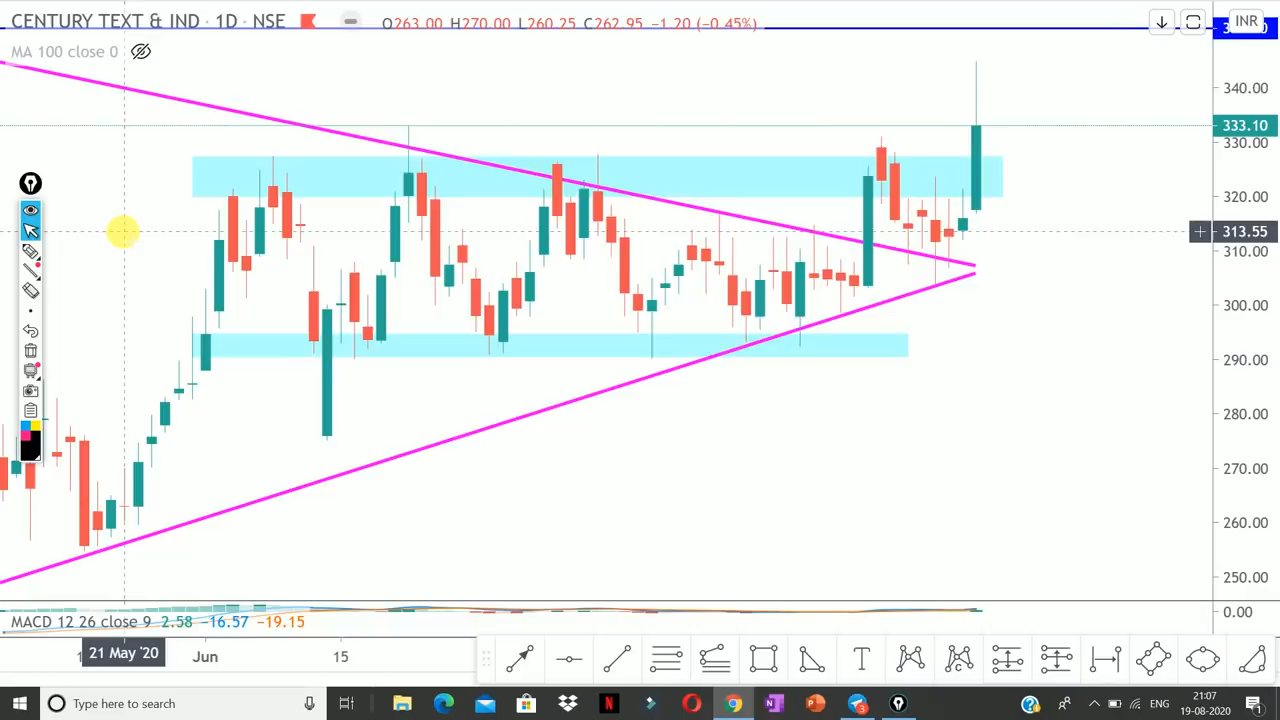 CENTURY TEXT & IND · 1D · NSE O263.00 H270.00 L260.25 C262.95 −1.20 (−0.45%)
INR
MA 100 close 0
340.00
333.10
330.00
320.00
313.55
310.00
300.00
290.00
280.00
270.00
260.00
250.00
0.00
MACD 12 26 close 9 2.58 −16.57 −19.15
21 May '20
Jun
15
Type here to search
ENG
21:07
19-08-2020